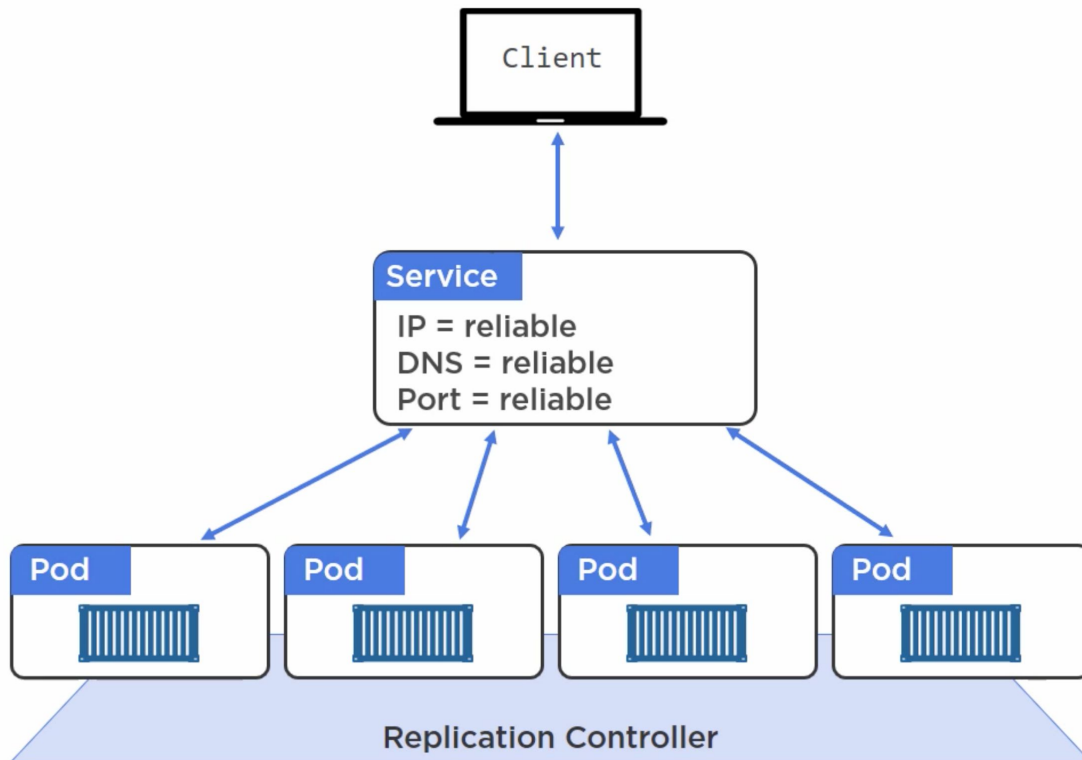 Client
Service
IP = reliable
DNS = reliable
Port = reliable
Pod
Pod
Pod
Pod
Replication Controller